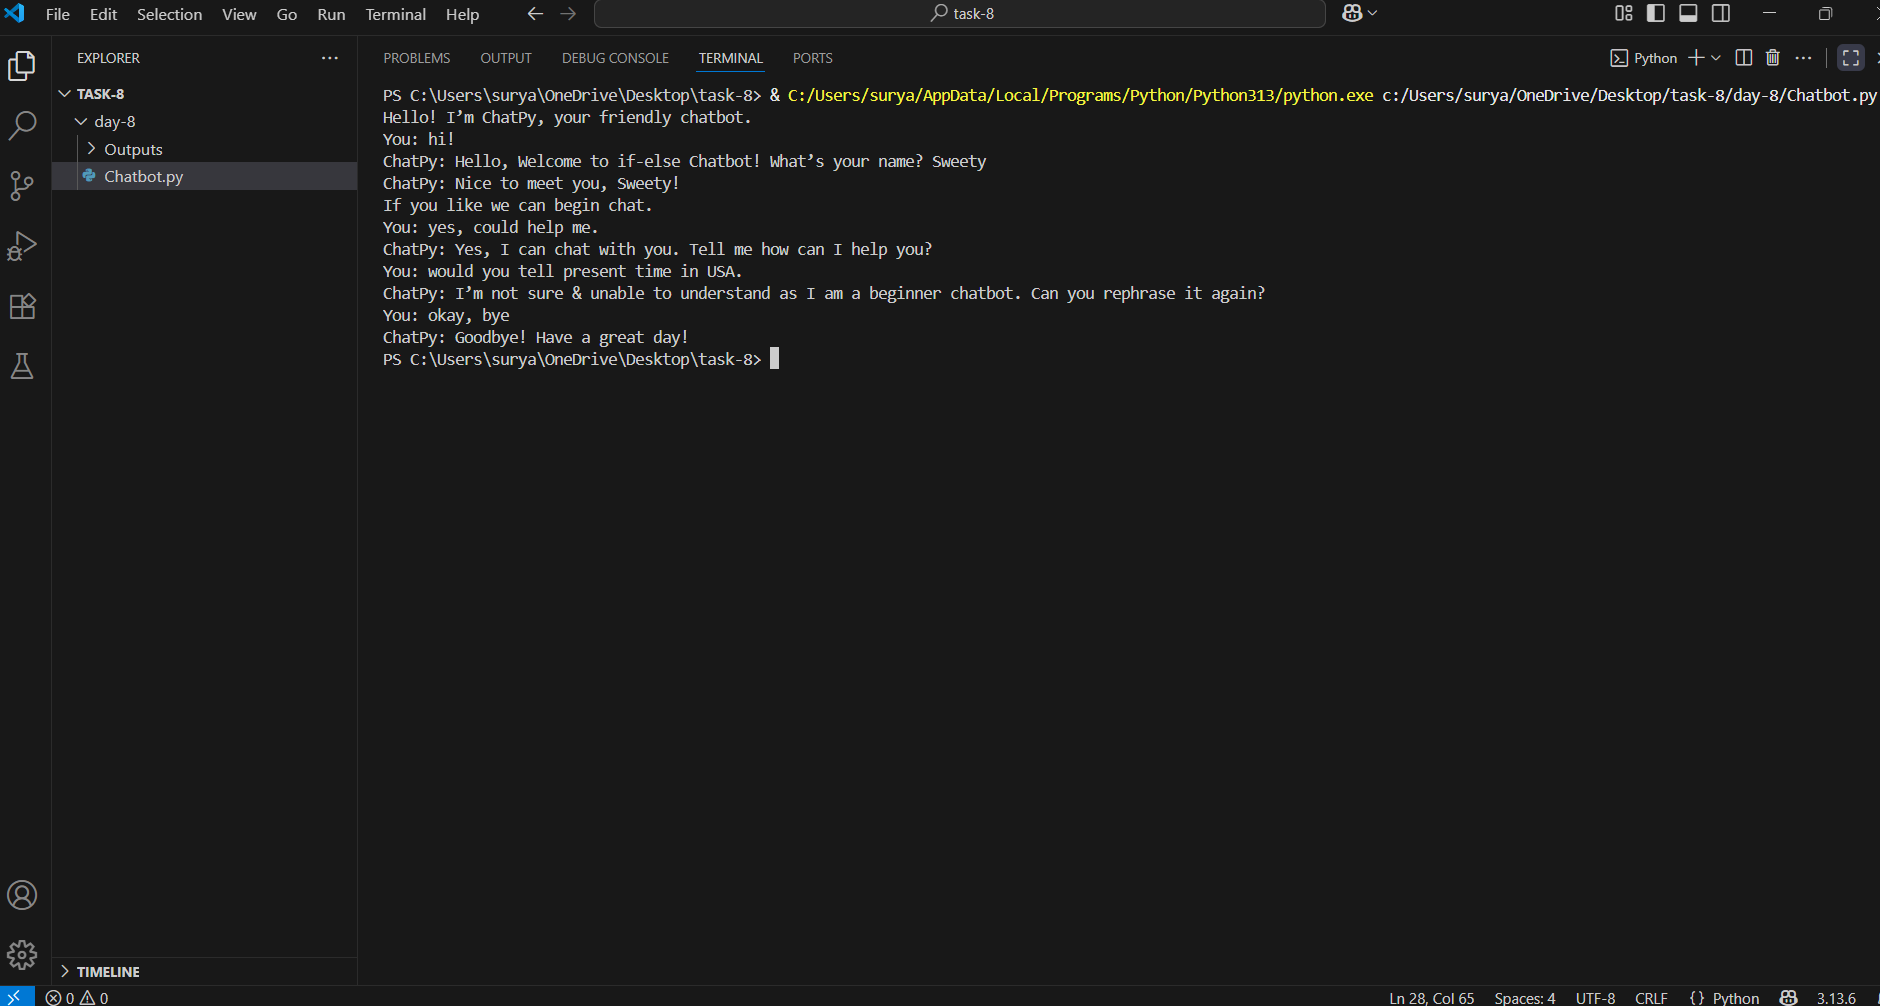 File Edit Selection View Go Run Terminal Help
task-8
EXPLORER
TASK-8
day-8
Outputs
Chatbot.py
PROBLEMS OUTPUT DEBUG CONSOLE TERMINAL PORTS
Python
PS C:\Users\surya\OneDrive\Desktop\task-8> & C:/Users/surya/AppData/Local/Programs/Python/Python313/python.exe c:/Users/surya/OneDrive/Desktop/task-8/day-8/Chatbot.py
Hello! I’m ChatPy, your friendly chatbot.
You: hi!
ChatPy: Hello, Welcome to if-else Chatbot! What’s your name? Sweety
ChatPy: Nice to meet you, Sweety!
If you like we can begin chat.
You: yes, could help me.
ChatPy: Yes, I can chat with you. Tell me how can I help you?
You: would you tell present time in USA.
ChatPy: I’m not sure & unable to understand as I am a beginner chatbot. Can you rephrase it again?
You: okay, bye
ChatPy: Goodbye! Have a great day!
PS C:\Users\surya\OneDrive\Desktop\task-8>
TIMELINE
0 0
Ln 28, Col 65 Spaces: 4 UTF-8 CRLF {} Python 3.13.6